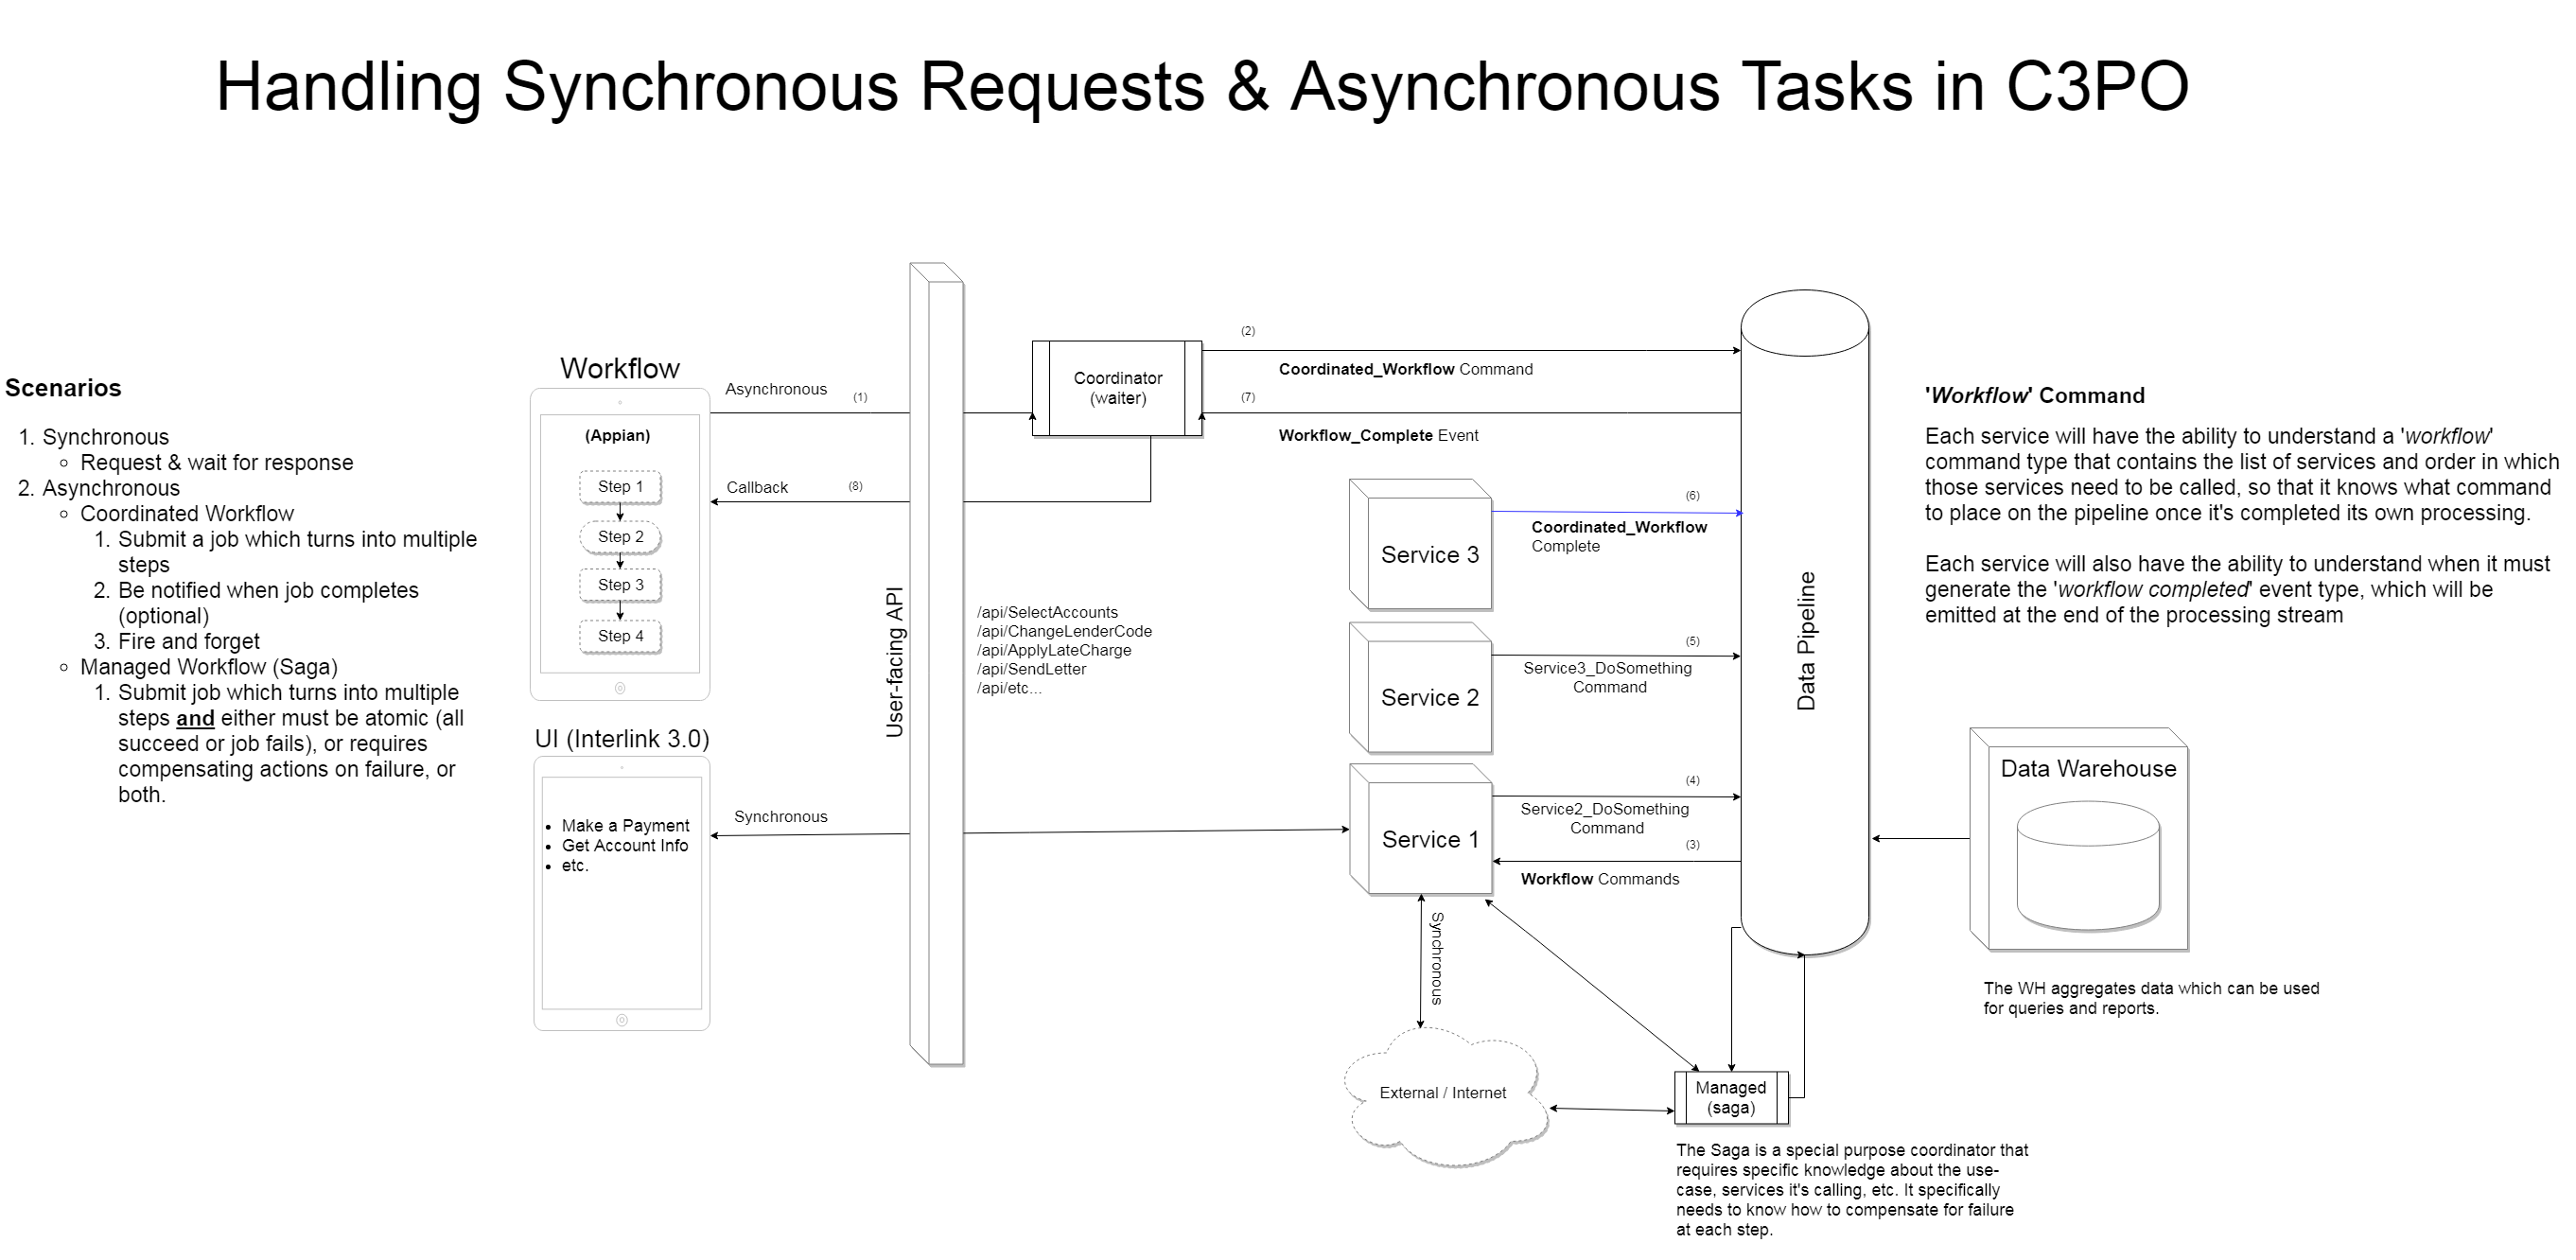 Handling Synchronous Requests & Asynchronous Tasks in C3PO
Scenarios
1. Synchronous
Request & wait for response
2. Asynchronous
Coordinated Workflow
1. Submit a job which turns into multiple
steps
2. Be notified when job completes
(optional)
3. Fire and forget
Managed Workflow (Saga)
1. Submit job which turns into multiple
steps and either must be atomic (all
succeed or job fails), or requires
compensating actions on failure, or
both.
Workflow
(Appian)
Step 1
Step 2
Step 3
Step 4
UI (Interlink 3.0)
• Make a Payment
• Get Account Info
• etc.
Asynchronous
(1)
Callback
(8)
Synchronous
User-facing API
/api/SelectAccounts
/api/ChangeLenderCode
/api/ApplyLateCharge
/api/SendLetter
/api/etc...
Coordinator
(waiter)
(2)
Coordinated_Workflow Command
(7)
Workflow_Complete Event
Service 3
(6)
Coordinated_Workflow
Complete
Service 2
(5)
Service3_DoSomething
Command
Service 1
(4)
Service2_DoSomething
Command
(3)
Workflow Commands
Synchronous
External / Internet
Data Pipeline
Managed
(saga)
The Saga is a special purpose coordinator that
requires specific knowledge about the use-
case, services it's calling, etc. It specifically
needs to know how to compensate for failure
at each step.
'Workflow' Command
Each service will have the ability to understand a 'workflow'
command type that contains the list of services and order in which
those services need to be called, so that it knows what command
to place on the pipeline once it's completed its own processing.
Each service will also have the ability to understand when it must
generate the 'workflow completed' event type, which will be
emitted at the end of the processing stream
Data Warehouse
The WH aggregates data which can be used
for queries and reports.